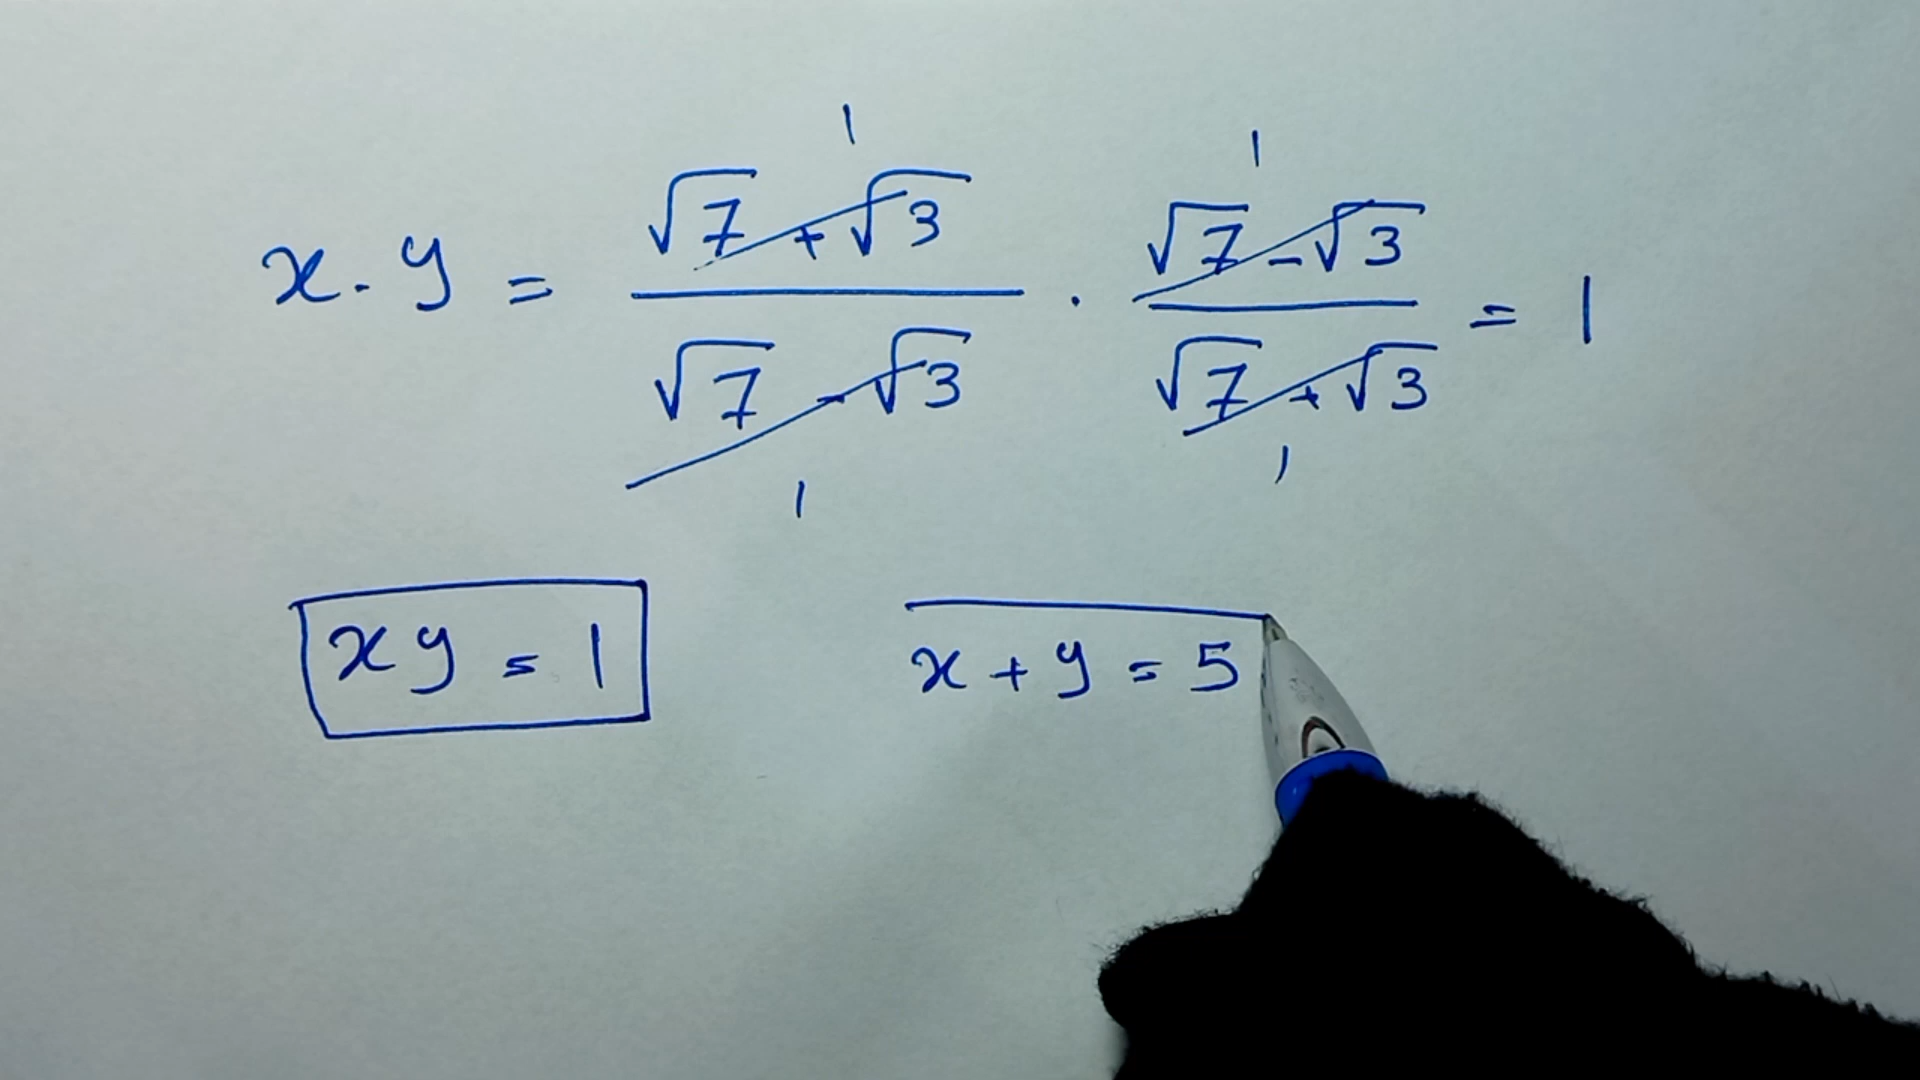 x · y = (√7 + √3)/(√7 - √3) · (√7 - √3)/(√7 + √3) = 1
1 1
1 1
xy = 1
x + y = 5